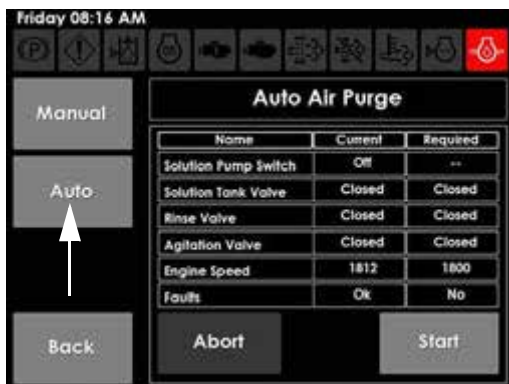 Friday 08:16 AM
Manual
Auto Air Purge
Name Current Required
Solution Pump Switch Off --
Solution Tank Valve Closed Closed
Auto
Rinse Valve Closed Closed
Agitation Valve Closed Closed
Engine Speed 1812 1800
Faults Ok No
Back
Abort
Start